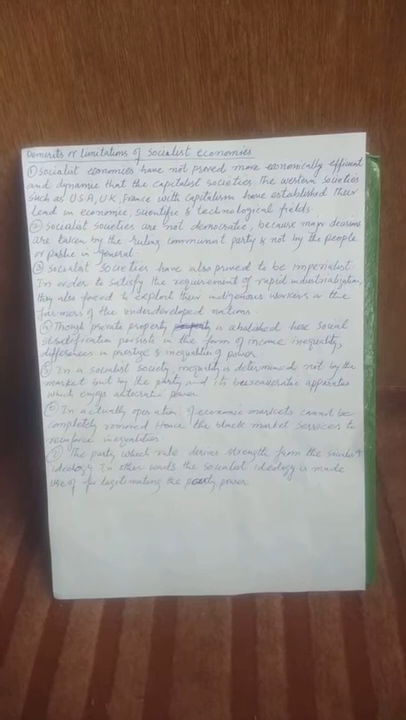 Demerits or limitations of Socialist economies
① Socialist economies have not proved more economically efficient
and dynamic that the capitalist societies. The western societies
such as U.S.A, U.K, France with capitalism have established their
lead in economic, scientific & technological fields.
② Socialist societies are not democratic, because major decisions
are taken by the ruling communist party & not by the people
or public in general.
③ Socialist Societies have also proved to be imperialist.
In order to satisfy the requirement of rapid industrialization,
they also forced to exploit their indigenous workers or the
farmers of the underdeveloped nations.
④ Though private property is abolished here social
stratification persists in the form of income inequality,
differences in prestige & inequalities of power.
⑤ In a socialist society, inequality is determined not by the
market but by the party and its bureaucratic apparatus
which enjoys autocratic power.
⑥ In actually operation of economic markets cannot be
completely removed. Hence the black market services to
reinforce inequalities.
⑦ The party which rule derive strength from the socialist
ideology. In other words the socialist ideology is made
use of for legitimating the party power.